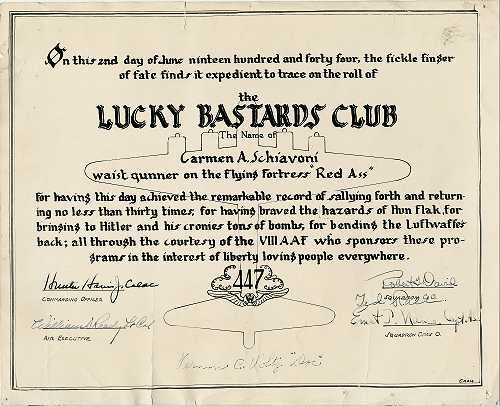 On this 2nd day of June nineteen hundred and forty four, the fickle finger
of fate finds it expedient to trace on the roll of
the
LUCKY BASTARDS CLUB
The Name of
Carmen A. Schiavoni
waist gunner on the flying fortress "Red Ass"
for having this day achieved the remarkable record of sallying forth and return-
ing no less than thirty times, for having braved the hazards of Hun Flak, for
bringing to Hitler and his cronies tons of bombs, for bending the Luftwaffes
back; all through the courtesy of the VIII A.A.F who sponsors these pro-
grams in the interest of liberty loving people everywhere.
447
COMMANDING OFFICER
SQUADRON CO
AIR EXECUTIVE
SQUADRON OPNS O.